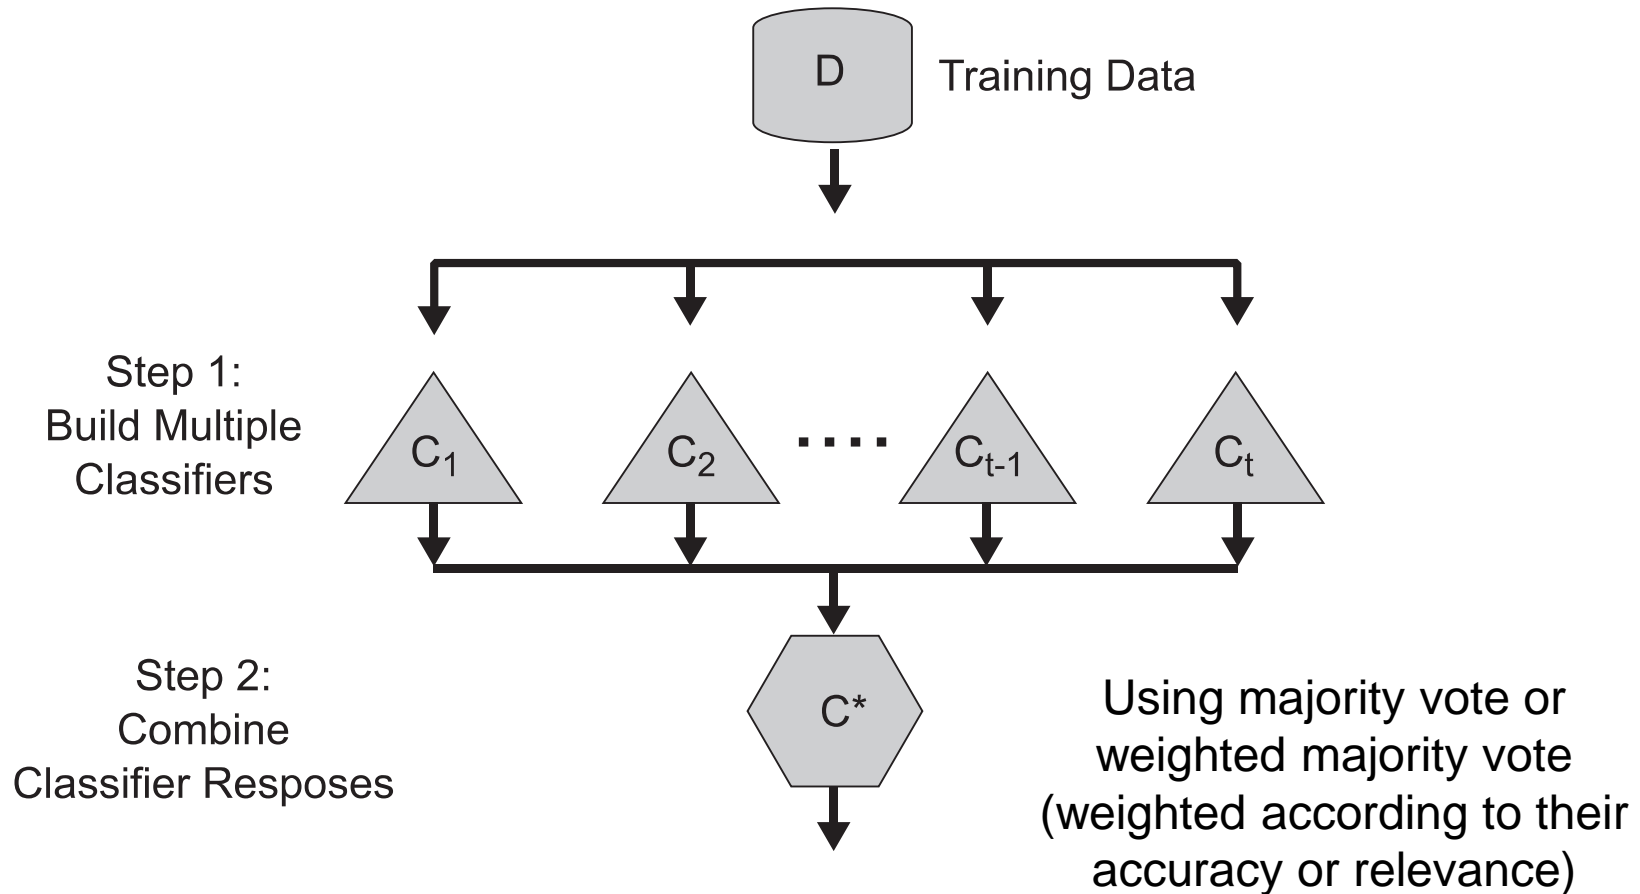 D
Training Data
Step 1:
Build Multiple
Classifiers
C1
C2
....
Ct-1
Ct
Step 2:
Combine
Classifier Resposes
C*
Using majority vote or
weighted majority vote
(weighted according to their
accuracy or relevance)